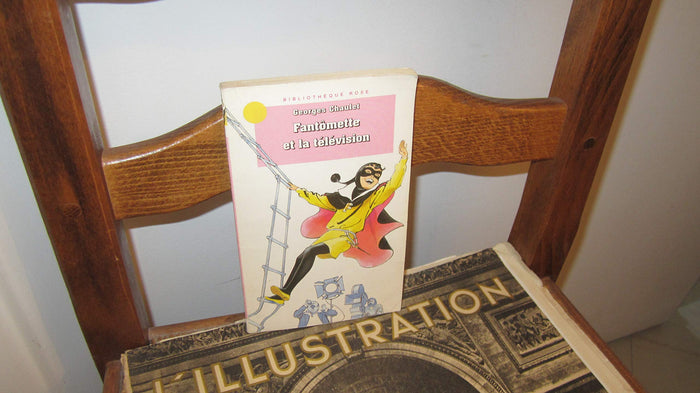 BIBLIOTHÈQUE ROSE
Georges Chaulet
Fantômette
et la télévision
L'ILLUSTRATION